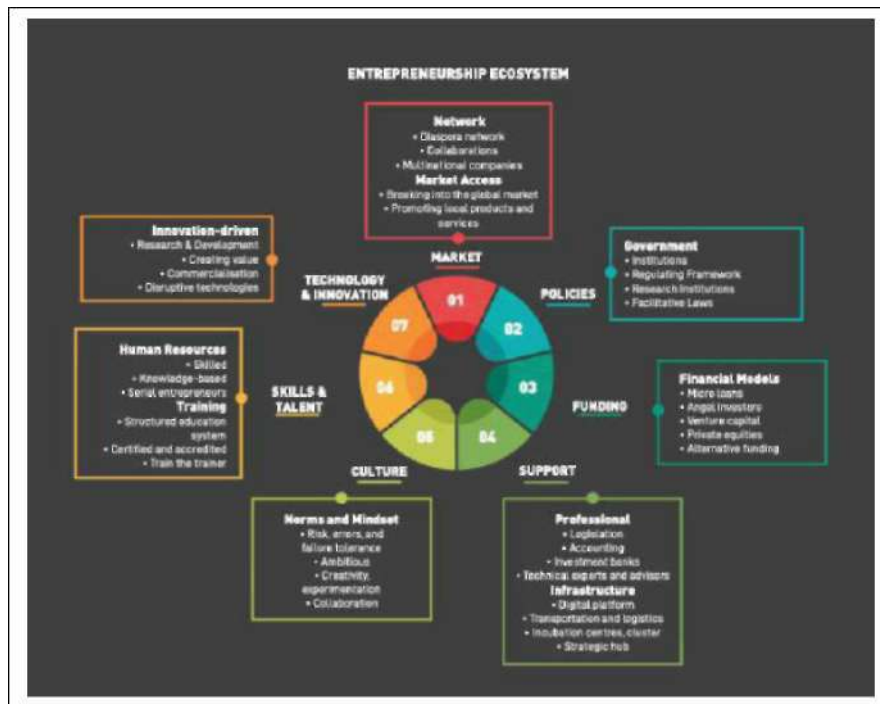 ENTREPRENEURSHIP ECOSYSTEM
Network
• Diaspora network
• Collaborations
• Multinational companies
Market Access
• Breaking into the global market
• Promoting local products and
services
MARKET
01
Government
• Institutions
• Regulating Framework
• Research Institutions
• Facilitative Laws
POLICIES
02
Financial Models
• Micro loans
• Angel investors
• Venture capital
• Private equities
• Alternative funding
FUNDING
03
SUPPORT
04
Professional
• Legislation
• Accounting
• Investment banks
• Technical experts and advisors
Infrastructure
• Digital platform
• Transportation and logistics
• Incubation centres, cluster
• Strategic hub
CULTURE
05
Norms and Mindset
• Risk, errors, and
failure tolerance
• Ambitious
• Creativity,
experimentation
• Collaboration
SKILLS &
TALENT
06
Human Resources
• Skilled
• Knowledge-based
• Serial entrepreneurs
Training
• Structured education
system
• Certified and accredited
• Train the trainer
TECHNOLOGY
& INNOVATION
07
Innovation-driven
• Research & Development
• Creating value
• Commercialisation
• Disruptive technologies